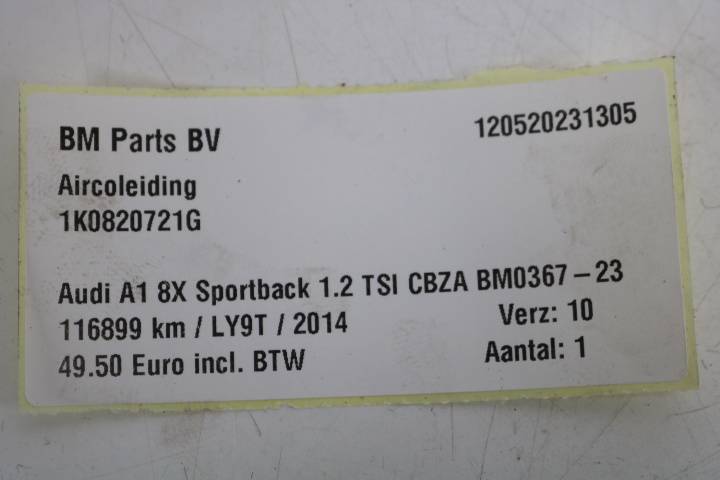 BM Parts BV 120520231305
Aircoleiding
1K0820721G
Audi A1 8X Sportback 1.2 TSI CBZA BM0367-23
116899 km / LY9T / 2014 Verz: 10
49.50 Euro incl. BTW Aantal: 1